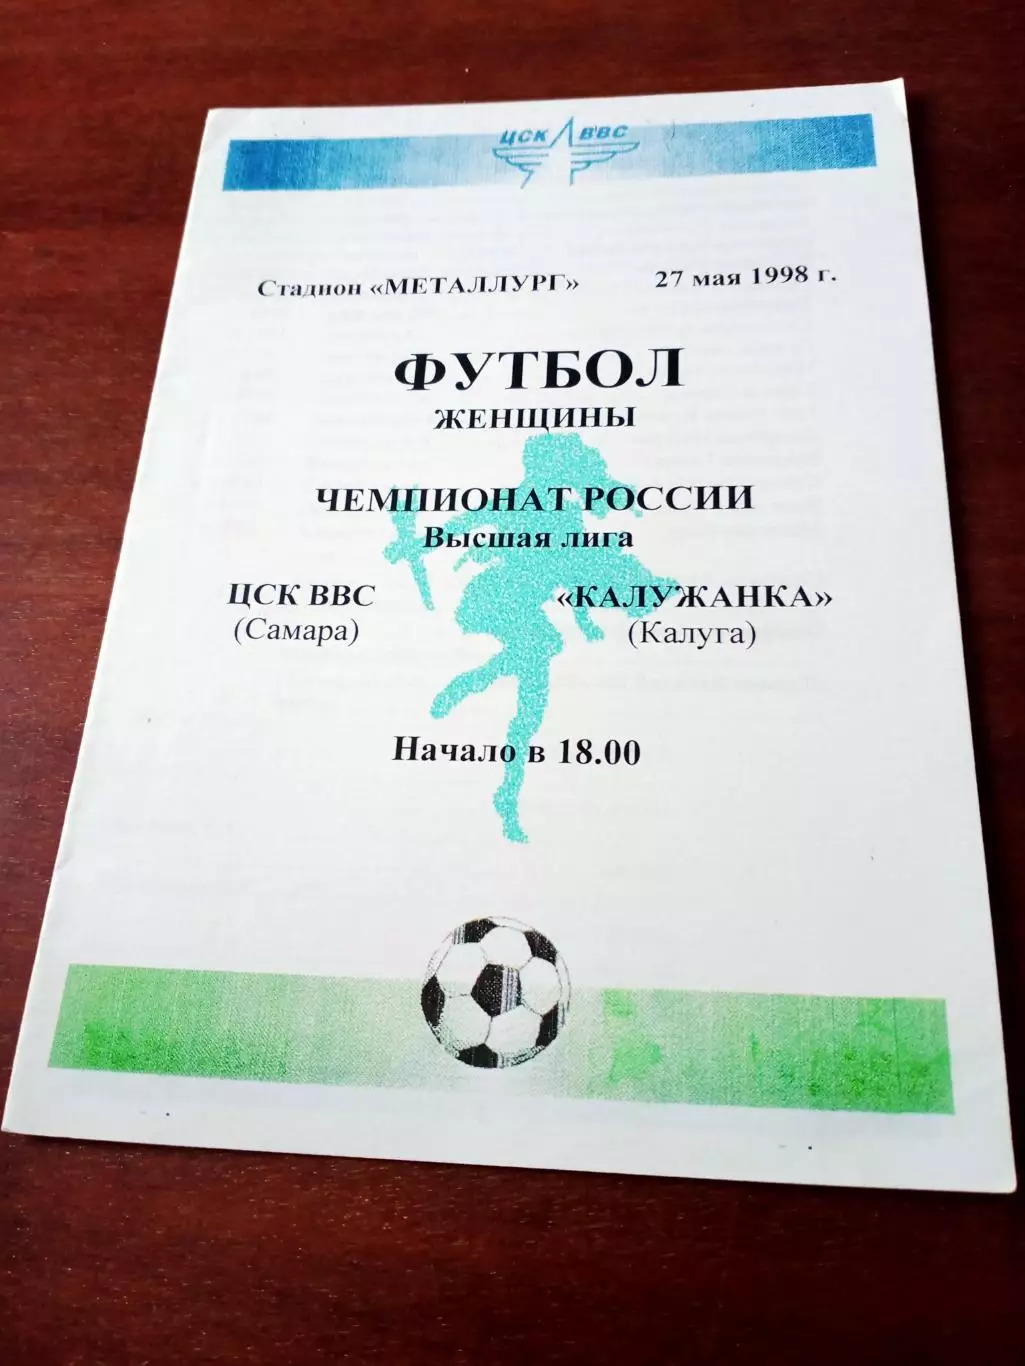 ЦСК ВВС
Стадион «МЕТАЛЛУРГ» 27 мая 1998 г.
ФУТБОЛ
ЖЕНЩИНЫ
ЧЕМПИОНАТ РОССИИ
Высшая лига
ЦСК ВВС «КАЛУЖАНКА»
(Самара) (Калуга)
Начало в 18.00